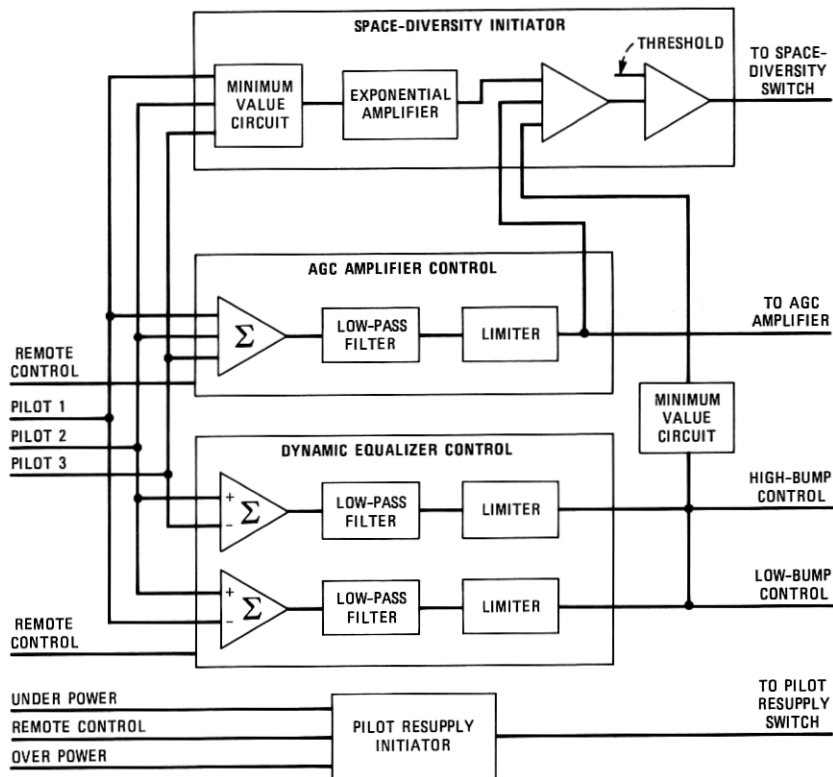 SPACE-DIVERSITY INITIATOR
THRESHOLD
TO SPACE-
DIVERSITY
SWITCH
MINIMUM
VALUE
CIRCUIT
EXPONENTIAL
AMPLIFIER
AGC AMPLIFIER CONTROL
Σ
LOW-PASS
FILTER
LIMITER
TO AGC
AMPLIFIER
REMOTE
CONTROL
PILOT 1
PILOT 2
PILOT 3
MINIMUM
VALUE
CIRCUIT
DYNAMIC EQUALIZER CONTROL
+
-
Σ
LOW-PASS
FILTER
LIMITER
HIGH-BUMP
CONTROL
+
-
Σ
LOW-PASS
FILTER
LIMITER
LOW-BUMP
CONTROL
REMOTE
CONTROL
UNDER POWER
REMOTE CONTROL
OVER POWER
PILOT RESUPPLY
INITIATOR
TO PILOT
RESUPPLY
SWITCH